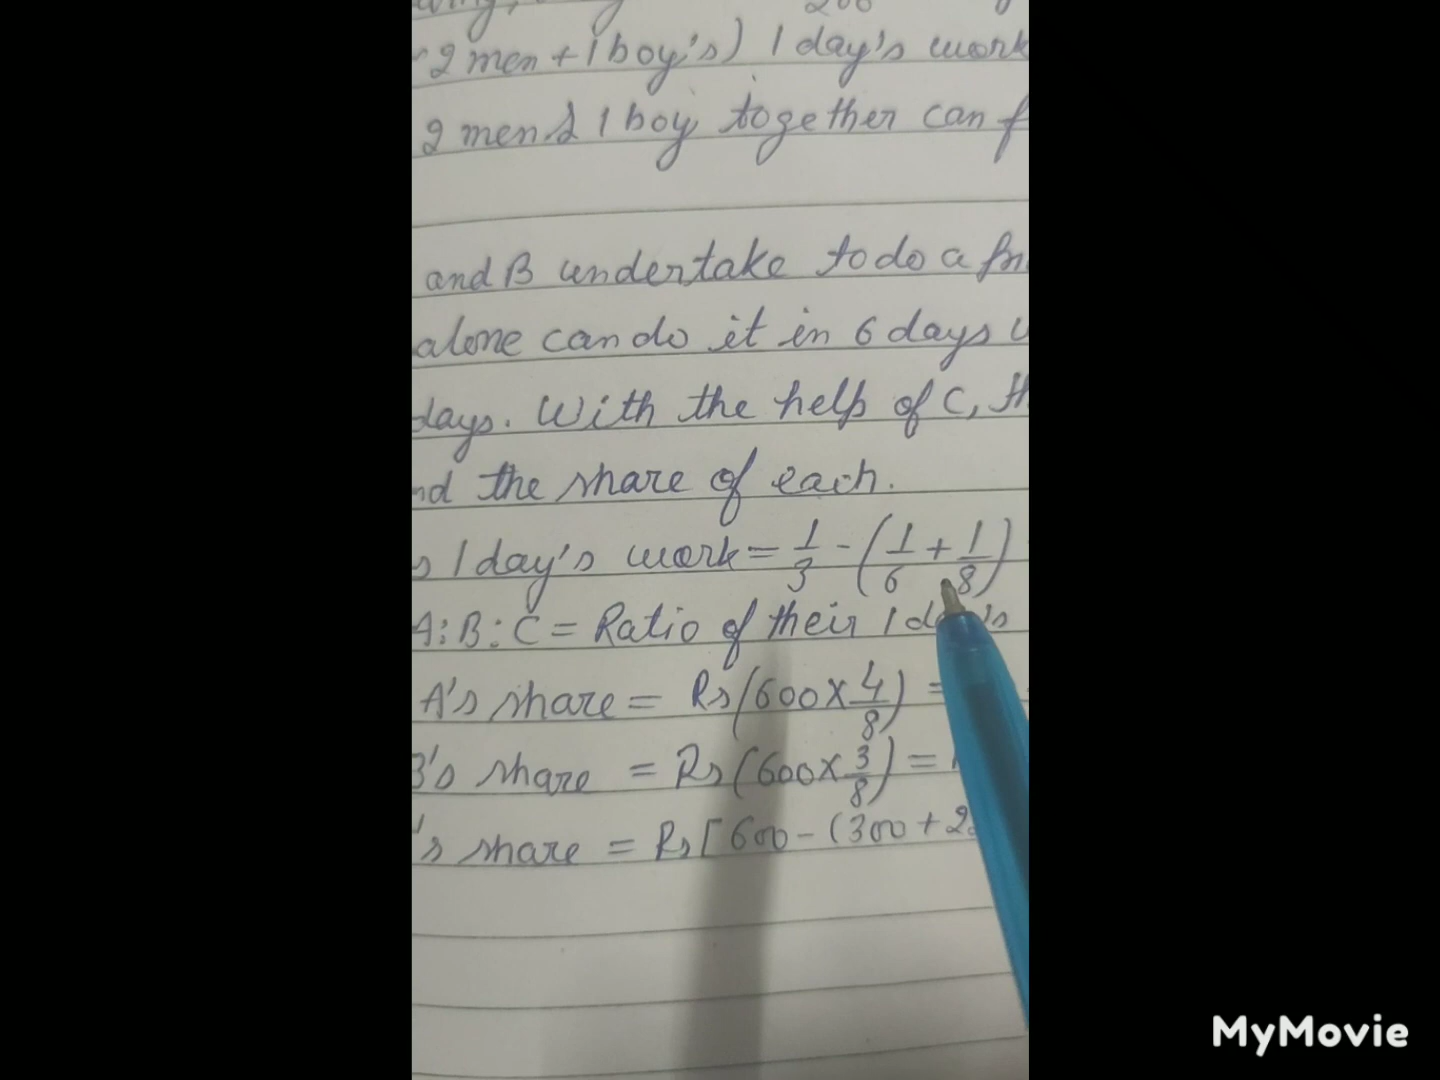 2 men + 1 boy's) 1 day's work
2 men & 1 boy together can f
and B undertake to do a
alone can do it in 6 days
days. With the help of C, th
nd the share of each.
s 1 day's work = 1/3 - (1/6 + 1/8)
A : B : C = Ratio of their 1 day's
A's share = Rs (600 × 4/8) =
B's share = Rs (600 × 3/8) =
's share = Rs [600 - (300 + 2
MyMovie